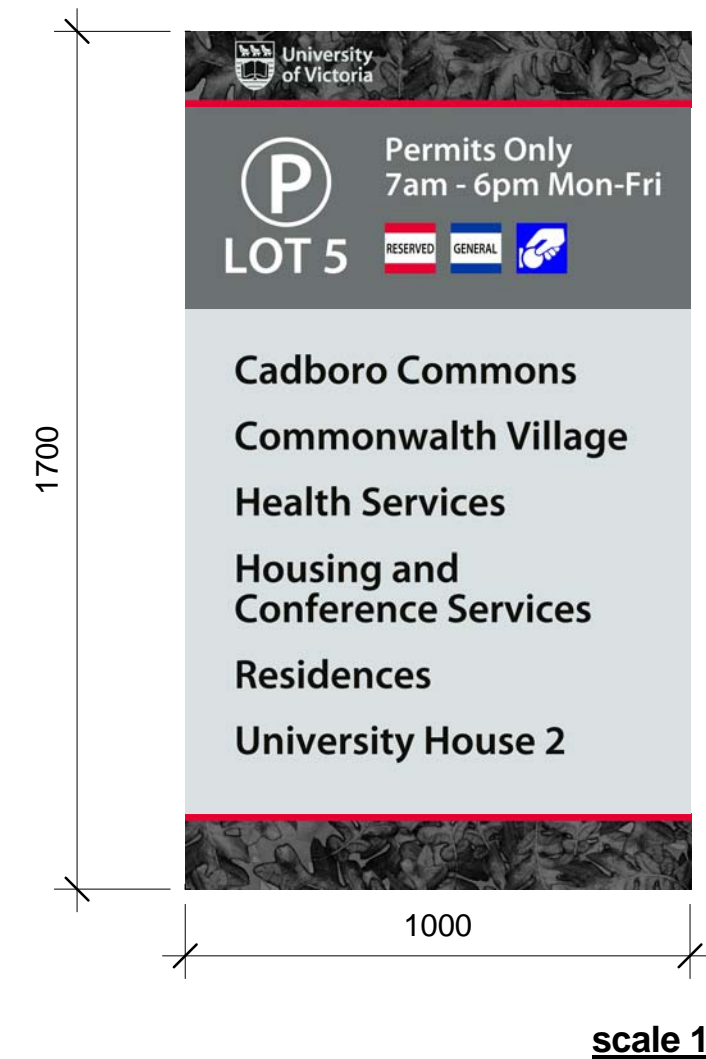 University
of Victoria
P
LOT 5
Permits Only
7am - 6pm Mon-Fri
RESERVED
GENERAL
Cadboro Commons
Commonwalth Village
Health Services
Housing and
Conference Services
Residences
University House 2
1700
1000
scale 1